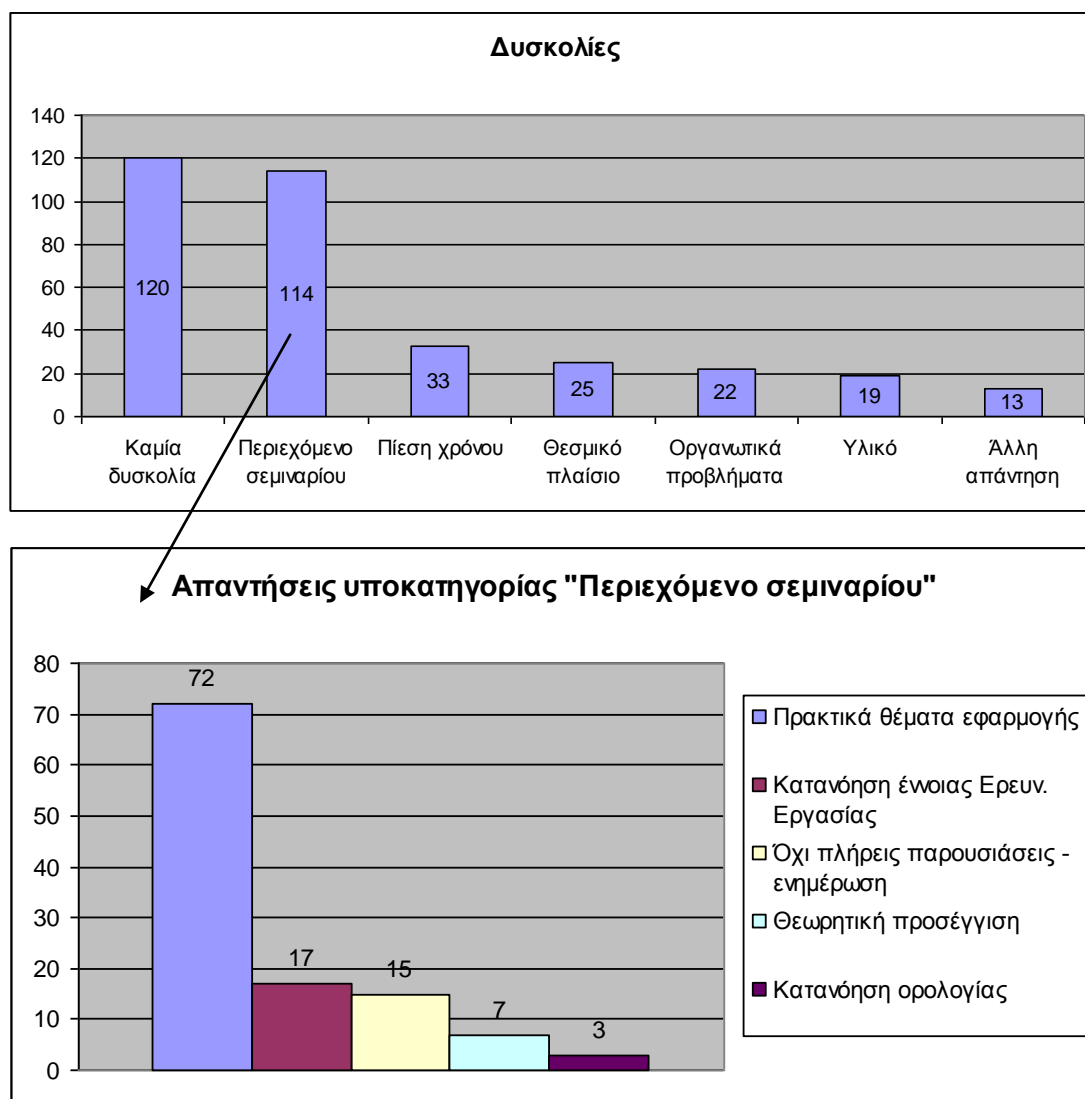 Δυσκολίες
140
120
100
80
60
40
20
0
120
114
33
25
22
19
13
Καμία
δυσκολία
Περιεχόμενο
σεμιναρίου
Πίεση χρόνου
Θεσμικό
πλαίσιο
Οργανωτικά
προβλήματα
Υλικό
Άλλη
απάντηση
Απαντήσεις υποκατηγορίας "Περιεχόμενο σεμιναρίου"
80
70
60
50
40
30
20
10
0
72
17
15
7
3
Πρακτικά θέματα εφαρμογής
Κατανόηση έννοιας Ερευν.
Εργασίας
Όχι πλήρεις παρουσιάσεις -
ενημέρωση
Θεωρητική προσέγγιση
Κατανόηση ορολογίας